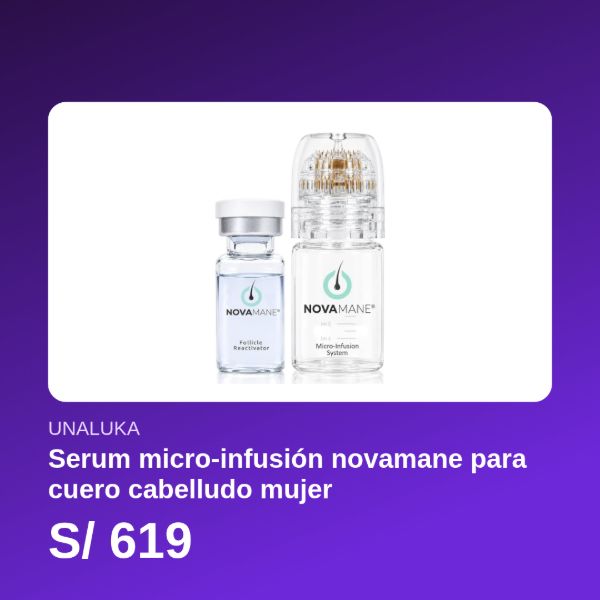 NOVAMANE®
Follicle
Reactivator
NOVAMANE®
Micro-Infusion
System
UNALUKA
Serum micro-infusión novamane para
cuero cabelludo mujer
S/ 619